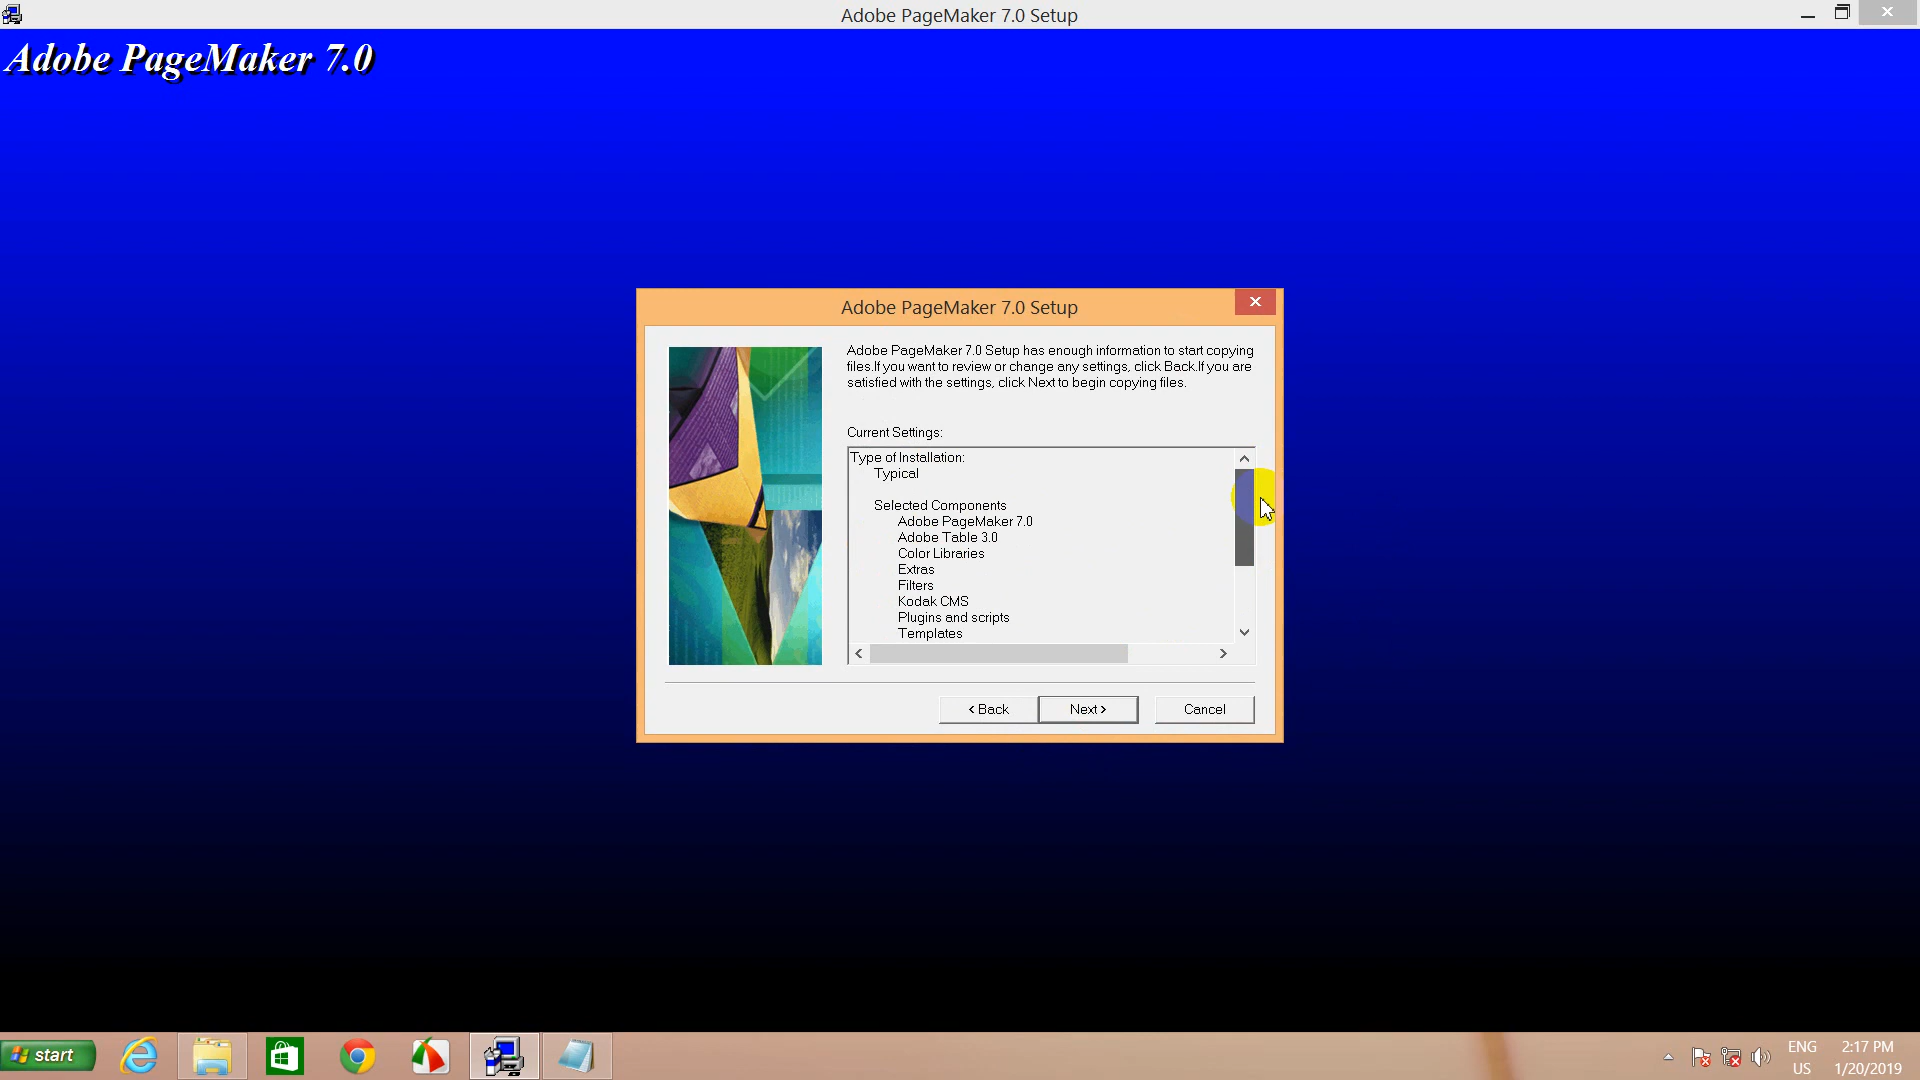 Adobe PageMaker 7.0 Setup
Adobe PageMaker 7.0
Adobe PageMaker 7.0 Setup
Adobe PageMaker 7.0 Setup has enough information to start copying
files.If you want to review or change any settings, click Back.If you are
satisfied with the settings, click Next to begin copying files.
Current Settings:
Type of Installation:
Typical
Selected Components
Adobe PageMaker 7.0
Adobe Table 3.0
Color Libraries
Extras
Filters
Kodak CMS
Plugins and scripts
Templates
< Back Next > Cancel
start
ENG 2:17 PM
US 1/20/2019